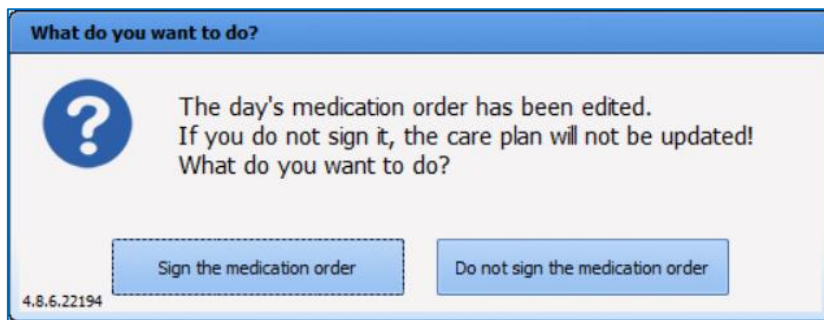 What do you want to do?
The day's medication order has been edited.
If you do not sign it, the care plan will not be updated!
What do you want to do?
Sign the medication order
Do not sign the medication order
4.8.6.22194